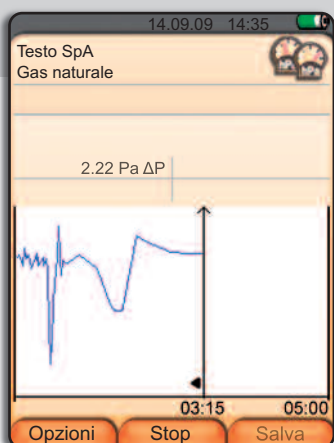 14.09.09 14:35
Testo SpA
Gas naturale
hPa
2.22 Pa ΔP
03:15 05:00
Opzioni Stop Salva